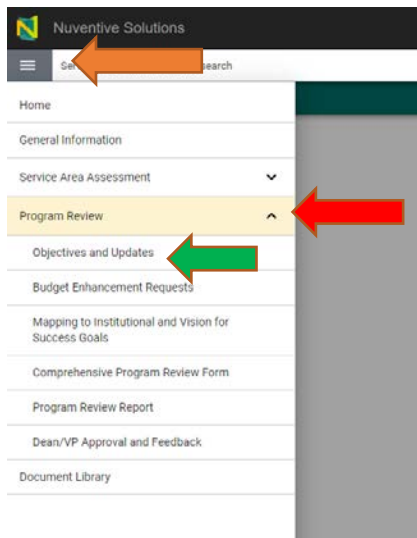 Nuventive Solutions
Home
General Information
Service Area Assessment
Program Review
Objectives and Updates
Budget Enhancement Requests
Mapping to Institutional and Vision for
Success Goals
Comprehensive Program Review Form
Program Review Report
Dean/VP Approval and Feedback
Document Library